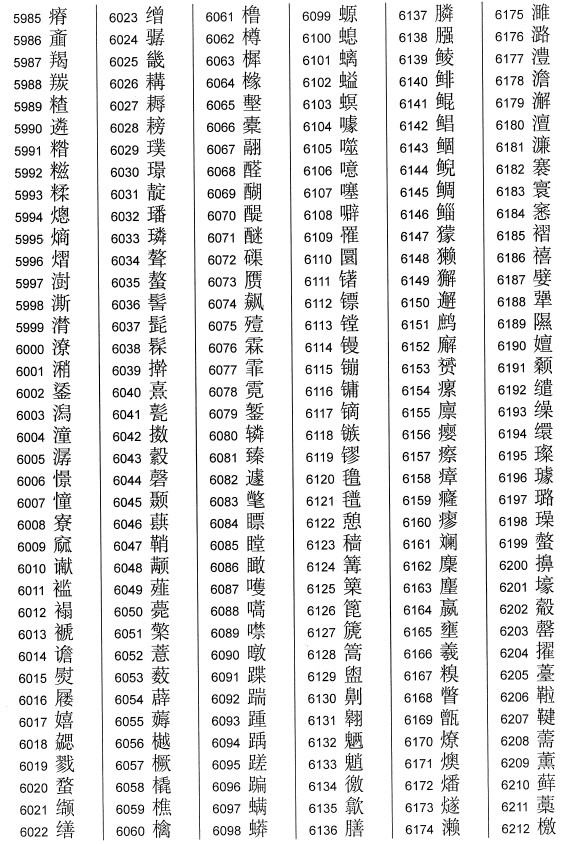 5985 瘠
5986 齑
5987 羯
5988 羰
5989 𥻗
5990 遴
5991 糌
5992 糍
5993 糅
5994 熜
5995 熵
5996 熠
5997 澍
5998 澌
5999 潸
6000 潦
6001 潲
6002 鋈
6003 潟
6004 潼
6005 潺
6006 憬
6007 憧
6008 寮
6009 窳
6010 谳
6011 褴
6012 褟
6013 褫
6014 谵
6015 熨
6016 屦
6017 嬉
6018 勰
6019 戮
6020 蝥
6021 缬
6022 缮
6023 缯
6024 骣
6025 畿
6026 耩
6027 耨
6028 耪
6029 璞
6030 璟
6031 靛
6032 璠
6033 璘
6034 聱
6035 螯
6036 髻
6037 髭
6038 髹
6039 擀
6040 熹
6041 甏
6042 擞
6043 縠
6044 磬
6045 颞
6046 蕻
6047 鞘
6048 颟
6049 薤
6050 薨
6051 檠
6052 薏
6053 薮
6054 薜
6055 薅
6056 樾
6057 橛
6058 橇
6059 樵
6060 檎
6061 橹
6062 樽
6063 樨
6064 橼
6065 墼
6066 橐
6067 翮
6068 醛
6069 醐
6070 醍
6071 醚
6072 磲
6073 赝
6074 飙
6075 殪
6076 霖
6077 霏
6078 霓
6079 錾
6080 辚
6081 臻
6082 遽
6083 氅
6084 瞟
6085 瞠
6086 瞰
6087 嚄
6088 嚆
6089 噤
6090 暾
6091 蹀
6092 踹
6093 踵
6094 踽
6095 蹉
6096 蹁
6097 螨
6098 蟒
6099 螈
6100 螅
6101 螭
6102 螠
6103 螟
6104 噱
6105 噬
6106 噫
6107 噻
6108 噼
6109 罹
6110 圜
6111 䦃
6112 镖
6113 镗
6114 镘
6115 镚
6116 镛
6117 镝
6118 镞
6119 镠
6120 氇
6121 氆
6122 憩
6123 穑
6124 篝
6125 篥
6126 篦
6127 篪
6128 篙
6129 盥
6130 劓
6131 翱
6132 魉
6133 魈
6134 徼
6135 歙
6136 膳
6137 膦
6138 膙
6139 鲮
6140 鲱
6141 鲲
6142 鲳
6143 鲴
6144 鲵
6145 鲷
6146 鲻
6147 獴
6148 獭
6149 獬
6150 邂
6151 鹧
6152 廨
6153 赟
6154 瘰
6155 廪
6156 瘿
6157 瘵
6158 瘴
6159 癃
6160 瘳
6161 斓
6162 麇
6163 麈
6164 嬴
6165 壅
6166 羲
6167 糗
6168 瞥
6169 甑
6170 燎
6171 燠
6172 燔
6173 燧
6174 濑
6175 濉
6176 潞
6177 澧
6178 澹
6179 澥
6180 澶
6181 濂
6182 褰
6183 寰
6184 窸
6185 褶
6186 禧
6187 嬖
6188 犟
6189 隰
6190 嬗
6191 颡
6192 缱
6193 缲
6194 缳
6195 璨
6196 璩
6197 璐
6198 璪
6199 螫
6200 擤
6201 壕
6202 觳
6203 罄
6204 擢
6205 薹
6206 鞡
6207 鞬
6208 薷
6209 薰
6210 藓
6211 藁
6212 檄